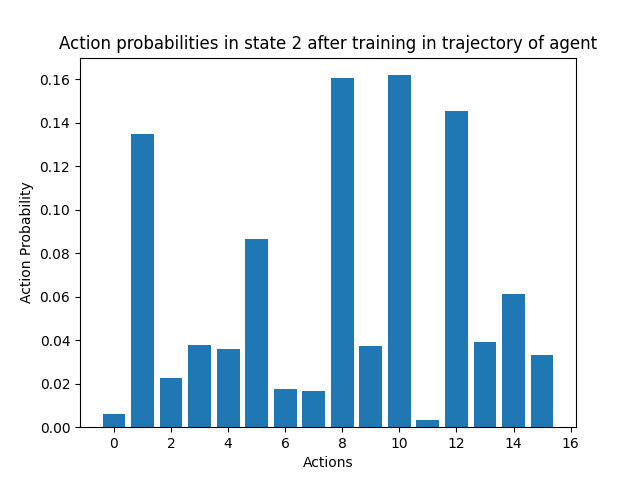 Action probabilities in state 2 after training in trajectory of agent
0.16
0.14
0.12
0.10
0.08
0.06
0.04
0.02
0.00
Action Probability
0 2 4 6 8 10 12 14 16
Actions